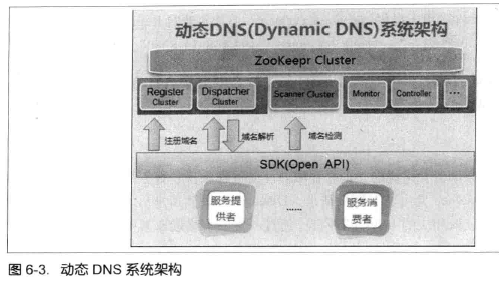 动态DNS(Dynamic DNS)系统架构
ZooKeepr Cluster
Register Cluster
Dispatcher Cluster
Scanner Cluster
Monitor
Controller
...
注册域名
域名解析
域名检测
SDK(Open API)
服务提供者
......
服务消费者
图 6-3. 动态 DNS 系统架构